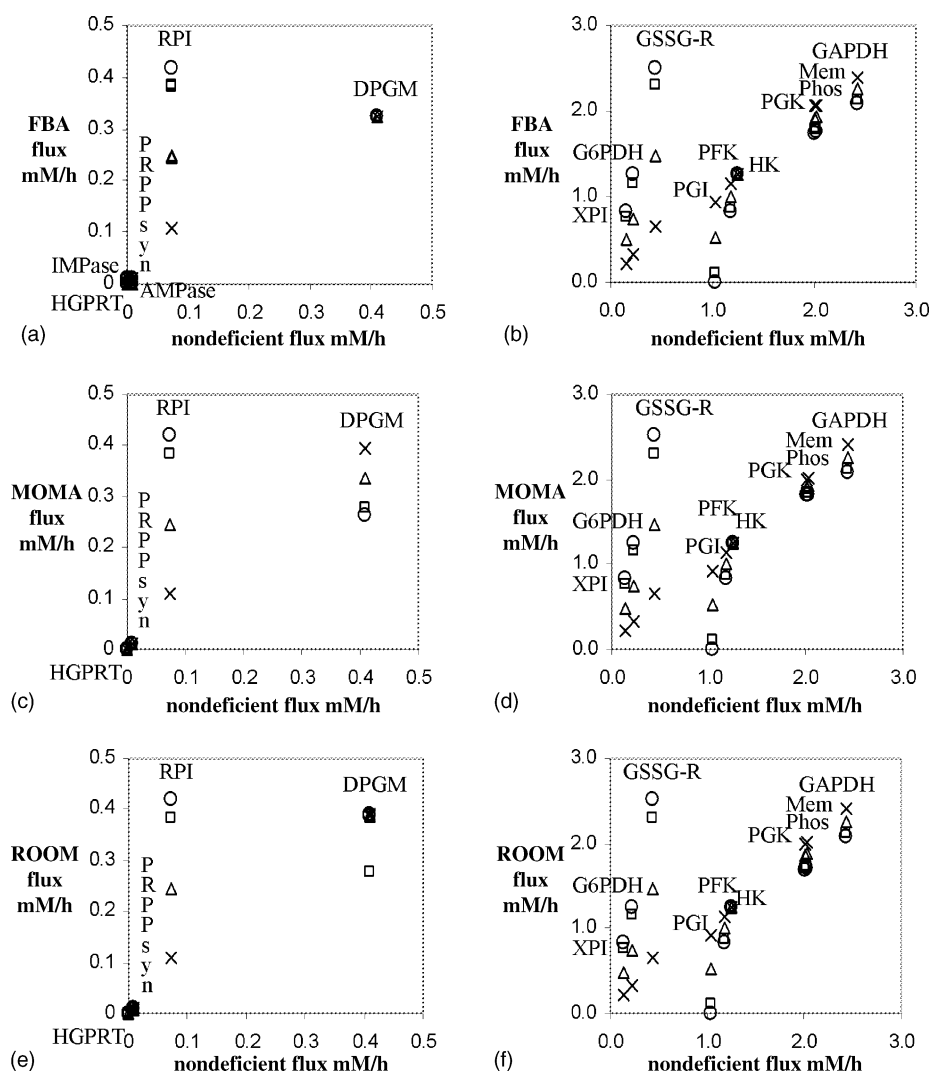 0.5
RPI
0.4
DPGM
FBA
flux
mM/h
0.3
0.2
0.1
PRPPsyn
IMPase
0
HGPRT
AMPase
0 0.1 0.2 0.3 0.4 0.5
(a)
nondeficient flux mM/h
3.0
GSSG-R
GAPDH
Mem
Phos
PGK
FBA
flux
mM/h
2.0
G6PDH
PFK
HK
1.0
XPI
PGI
0.0
0.0 1.0 2.0 3.0
(b)
nondeficient flux mM/h
0.5
RPI
0.4
DPGM
MOMA
flux
mM/h
0.3
0.2
0.1
PRPPsyn
0
HGPRT
0 0.1 0.2 0.3 0.4 0.5
(c)
nondeficient flux mM/h
3.0
GSSG-R
GAPDH
Mem
Phos
PGK
MOMA
flux
mM/h
2.0
G6PDH
PFK
HK
1.0
XPI
PGI
0.0
0.0 1.0 2.0 3.0
(d)
nondeficient flux mM/h
0.5
RPI
0.4
DPGM
ROOM
flux
mM/h
0.3
0.2
0.1
PRPPsyn
0
HGPRT
0 0.1 0.2 0.3 0.4 0.5
(e)
nondeficient flux mM/h
3.0
GSSG-R
GAPDH
Mem
Phos
PGK
ROOM
flux
mM/h
2.0
G6PDH
PFK
HK
1.0
XPI
PGI
0.0
0.0 1.0 2.0 3.0
(f)
nondeficient flux mM/h